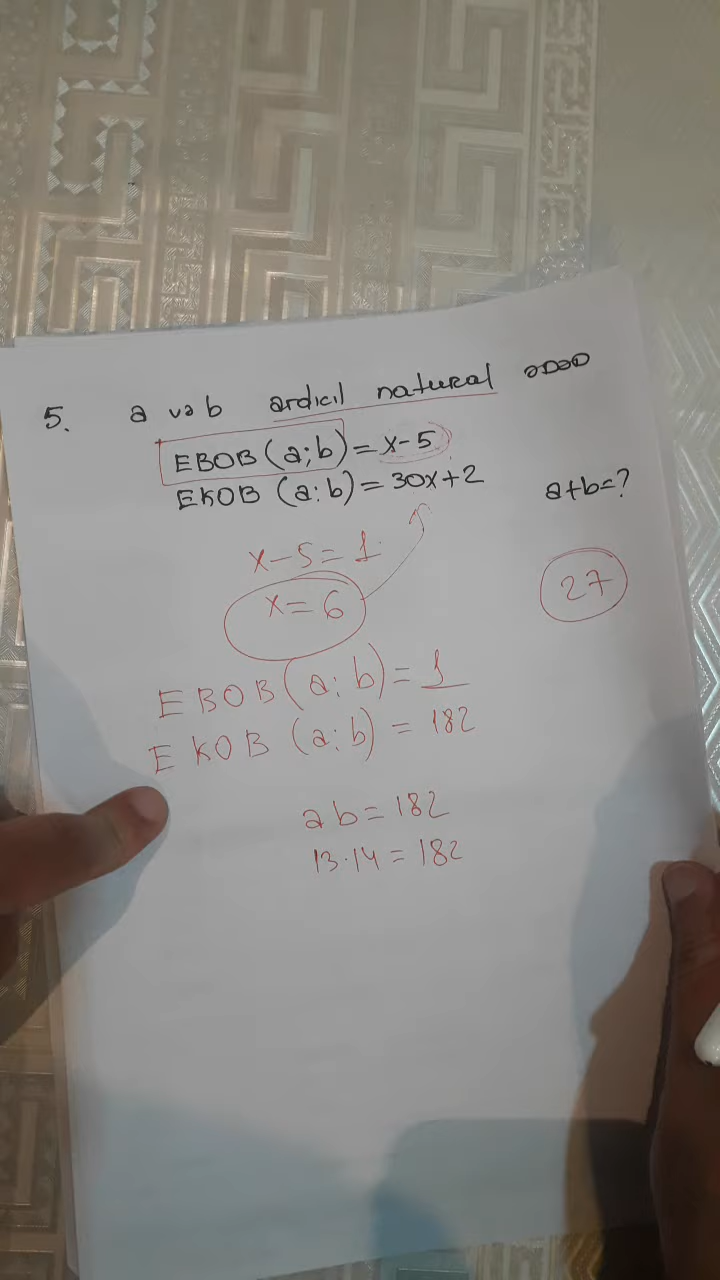 5. a və b ardıcıl natural ədəd
EBOB (a;b) = x-5
EKOB (a;b) = 30x+2
a+b=?
x-5=1
x=6
27
EBOB (a;b) = 1
EKOB (a;b) = 182
ab=182
13·14=182